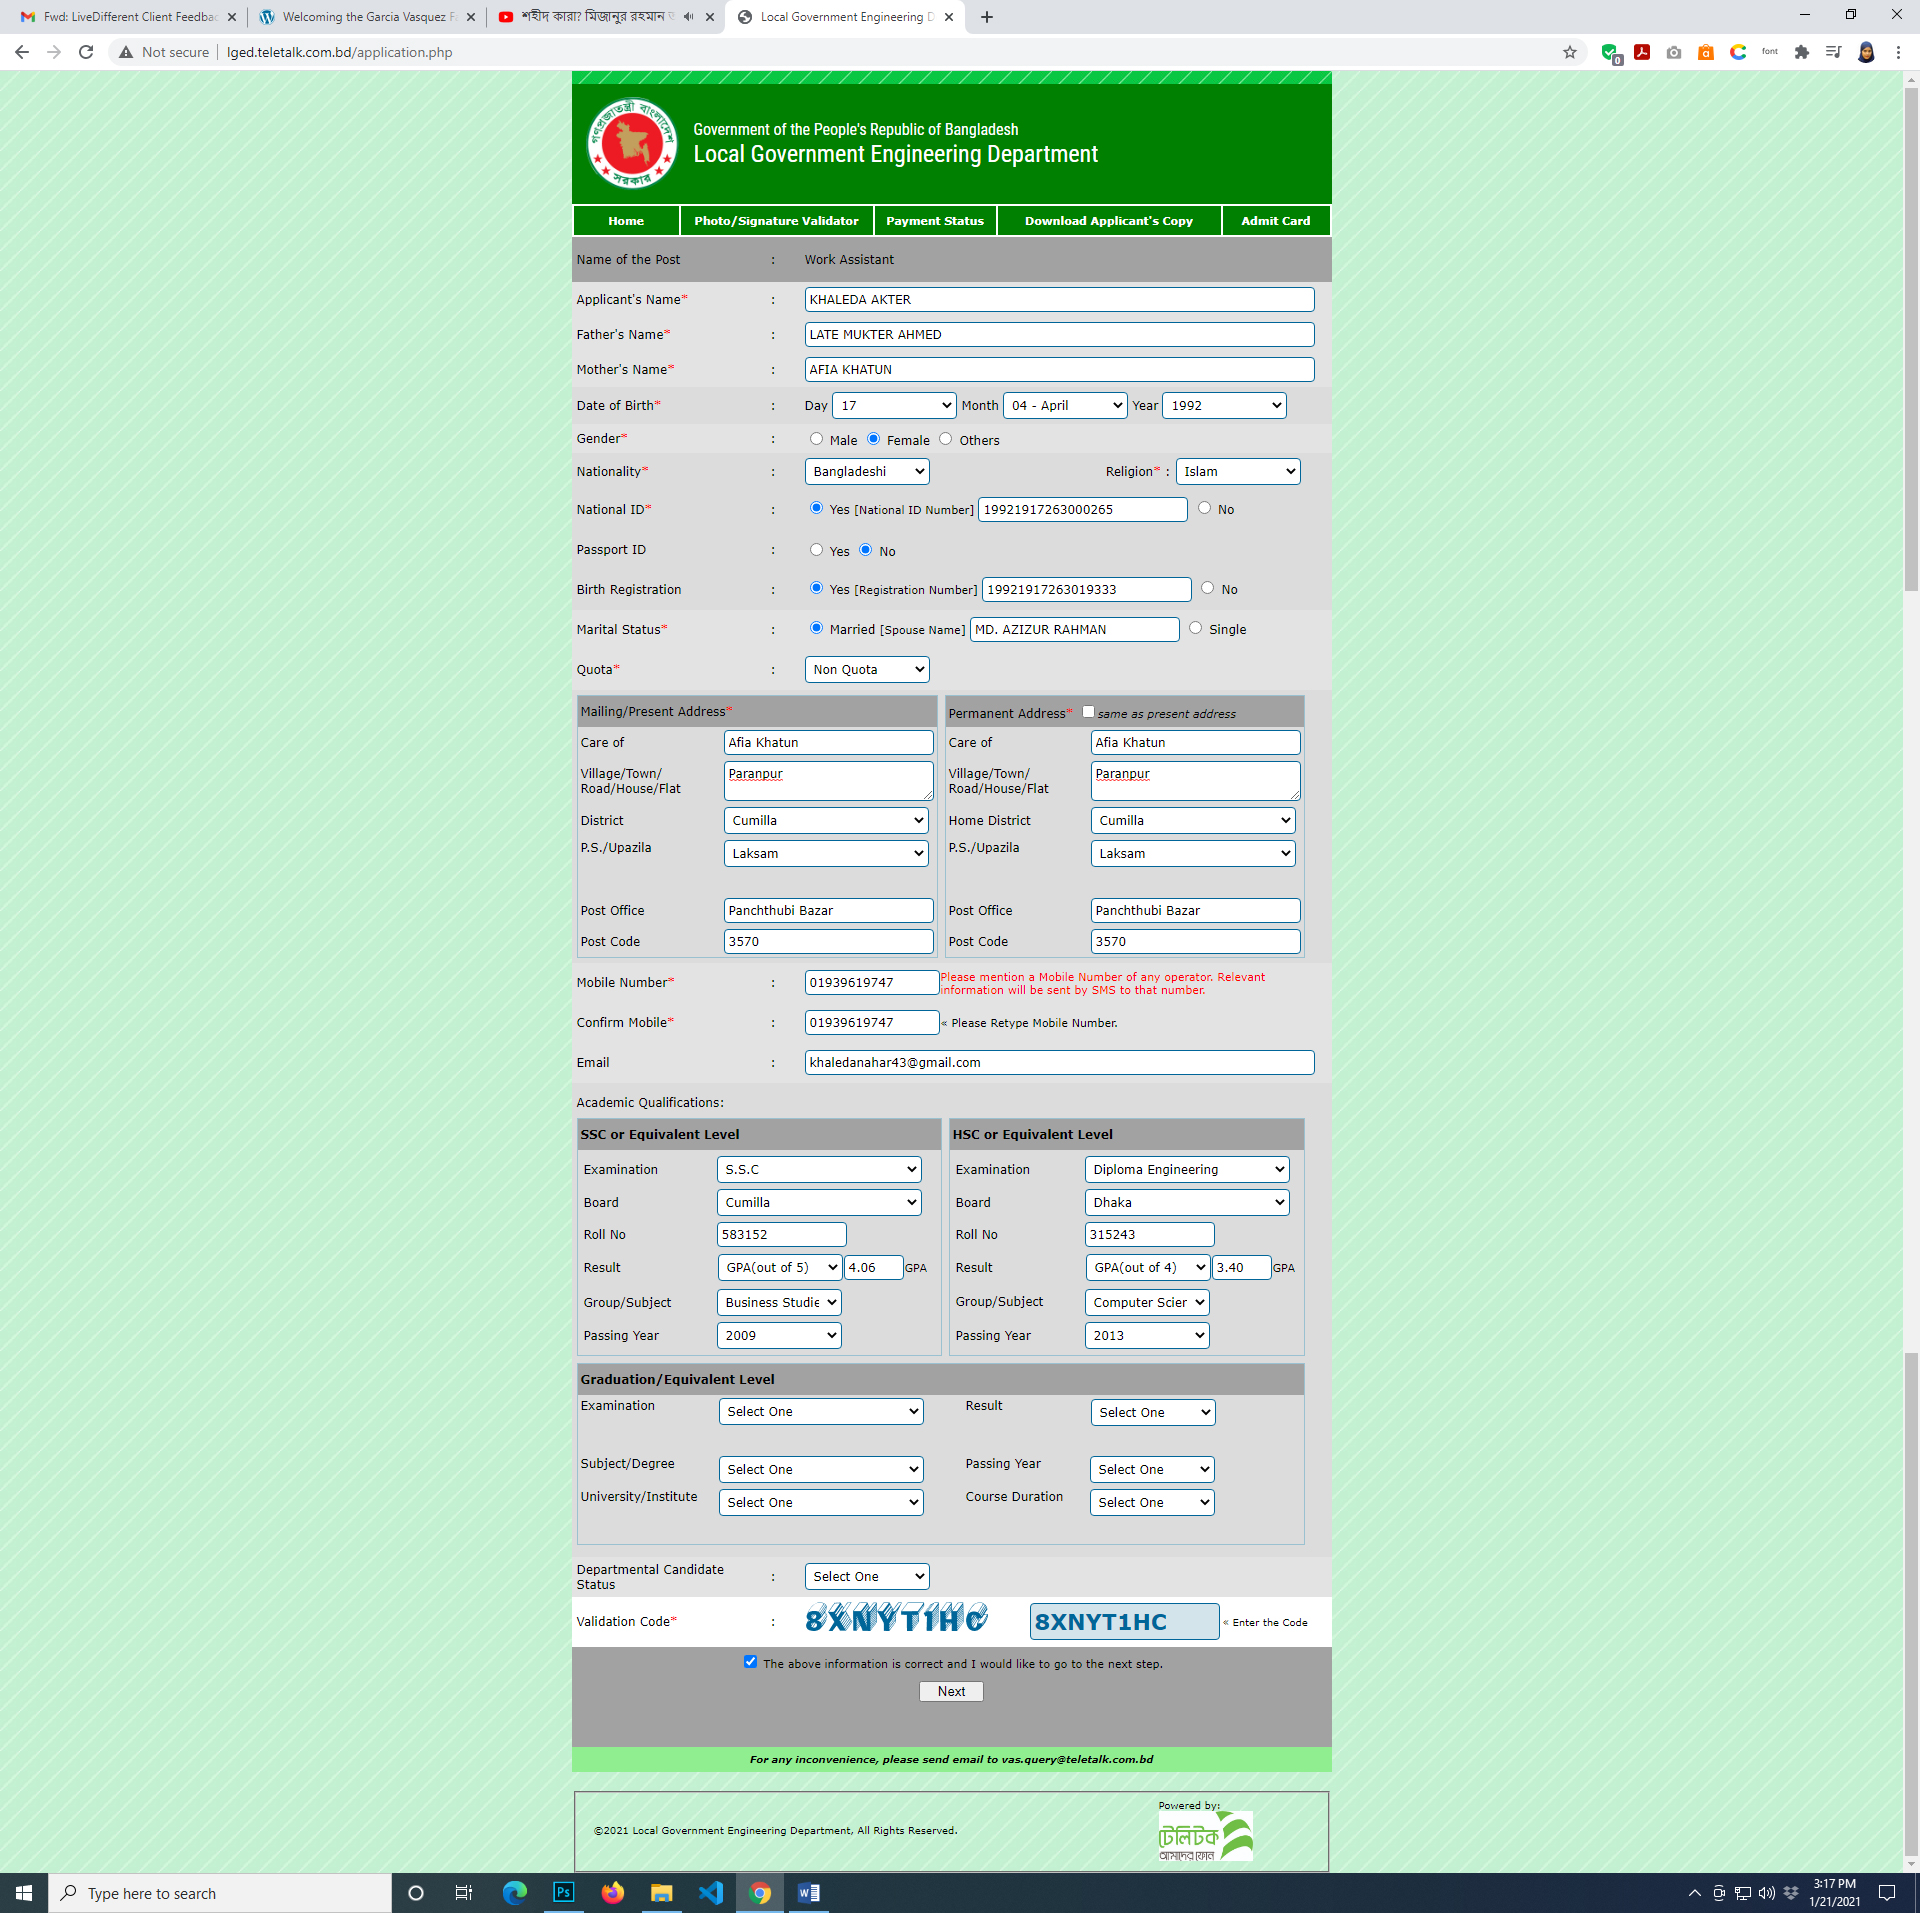 Fwd: LiveDifferent Client Feedbac
Welcoming the Garcia Vasquez Fa
শহীদ কারা? মিজানুর রহমান
Local Government Engineering D
Not secure
lged.teletalk.com.bd/application.php
0
font
গণপ্রজাতন্ত্রী বাংলাদেশ
সরকার
Government of the People's Republic of Bangladesh
Local Government Engineering Department
Home Photo/Signature Validator Payment Status Download Applicant's Copy Admit Card
Name of the Post : Work Assistant
Applicant's Name* : KHALEDA AKTER
Father's Name* : LATE MUKTER AHMED
Mother's Name* : AFIA KHATUN
Date of Birth* : Day 17 Month 04 - April Year 1992
Gender* : Male Female Others
Nationality* : Bangladeshi Religion* : Islam
National ID* : Yes [National ID Number] 19921917263000265 No
Passport ID : Yes No
Birth Registration : Yes [Registration Number] 19921917263019333 No
Marital Status* : Married [Spouse Name] MD. AZIZUR RAHMAN Single
Quota* : Non Quota
Mailing/Present Address*
Care of Afia Khatun
Village/Town/ Paranpur
Road/House/Flat
District Cumilla
P.S./Upazila Laksam
Post Office Panchthubi Bazar
Post Code 3570
Permanent Address* same as present address
Care of Afia Khatun
Village/Town/ Paranpur
Road/House/Flat
Home District Cumilla
P.S./Upazila Laksam
Post Office Panchthubi Bazar
Post Code 3570
Mobile Number* : 01939619747 Please mention a Mobile Number of any operator. Relevant
information will be sent by SMS to that number.
Confirm Mobile* : 01939619747 « Please Retype Mobile Number.
Email : khaledanahar43@gmail.com
Academic Qualifications:
SSC or Equivalent Level
Examination S.S.C
Board Cumilla
Roll No 583152
Result GPA(out of 5) 4.06 GPA
Group/Subject Business Studie
Passing Year 2009
HSC or Equivalent Level
Examination Diploma Engineering
Board Dhaka
Roll No 315243
Result GPA(out of 4) 3.40 GPA
Group/Subject Computer Scier
Passing Year 2013
Graduation/Equivalent Level
Examination Select One Result Select One
Subject/Degree Select One Passing Year Select One
University/Institute Select One Course Duration Select One
Departmental Candidate
Status : Select One
Validation Code* : 8XNYT1HC 8XNYT1HC « Enter the Code
The above information is correct and I would like to go to the next step.
Next
For any inconvenience, please send email to vas.query@teletalk.com.bd
©2021 Local Government Engineering Department, All Rights Reserved.
Powered by:
টেলিটক
আমাদের ফোন
Type here to search
Ps
W
3:17 PM
1/21/2021